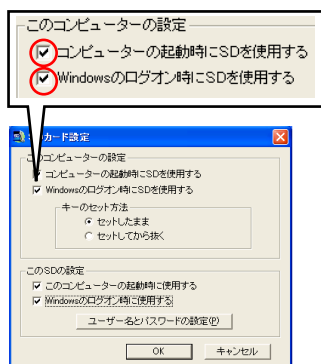 このコンピューターの設定
コンピューターの起動時にSDを使用する
Windowsのログオン時にSDを使用する
カード設定
このコンピューターの設定
コンピューターの起動時にSDを使用する
Windowsのログオン時にSDを使用する
キーのセット方法
セットしたまま
セットしてから抜く
このSDの設定
このコンピューターの起動時に使用する
Windowsのログオン時に使用する
ユーザー名とパスワードの設定(P)
OK
キャンセル